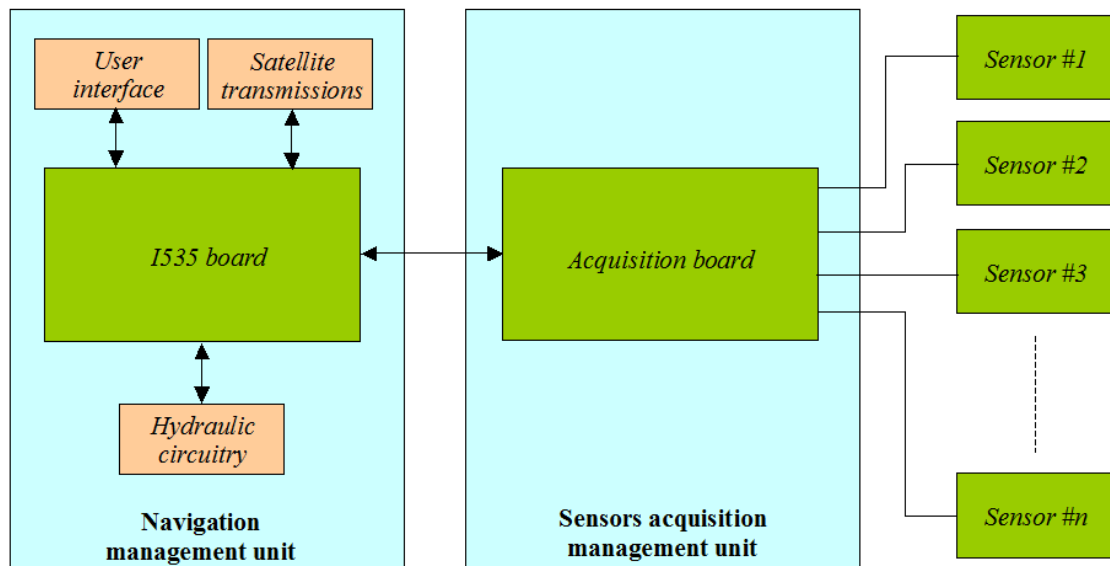 User
interface
Satellite
transmissions
I535 board
Hydraulic
circuitry
Navigation
management unit
Acquisition board
Sensors acquisition
management unit
Sensor #1
Sensor #2
Sensor #3
Sensor #n